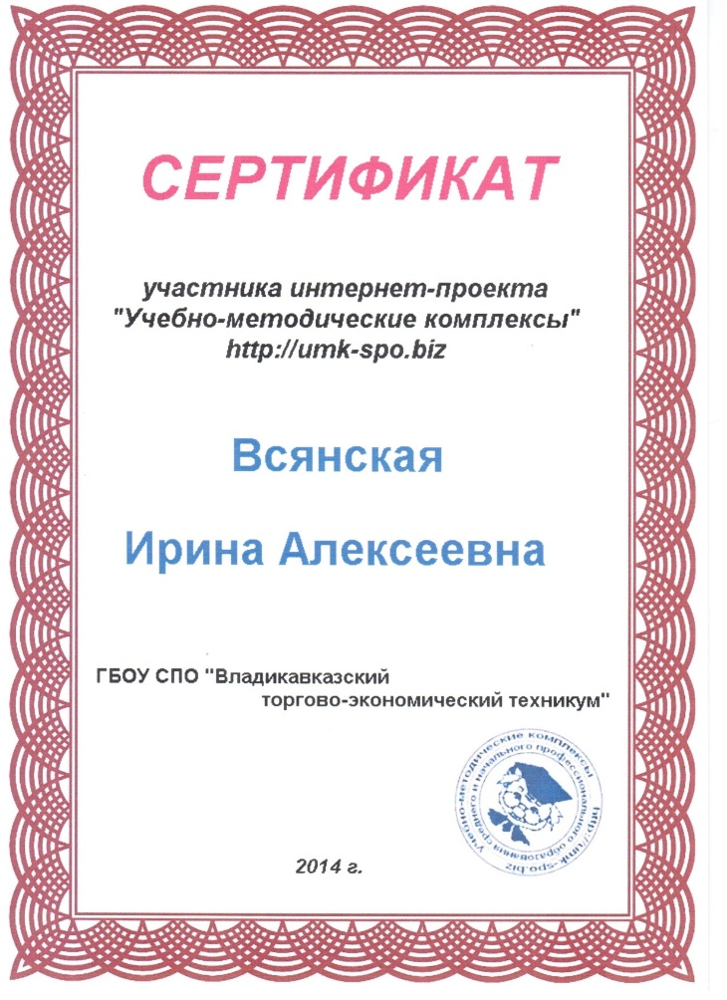 СЕРТИФИКАТ
участника интернет-проекта
"Учебно-методические комплексы"
http://umk-spo.biz
Всянская
Ирина Алексеевна
ГБОУ СПО "Владикавказский
торгово-экономический техникум"
Учебно-методические комплексы
среднего и начального профессионального образования
http://umk-spo.biz
2014 г.